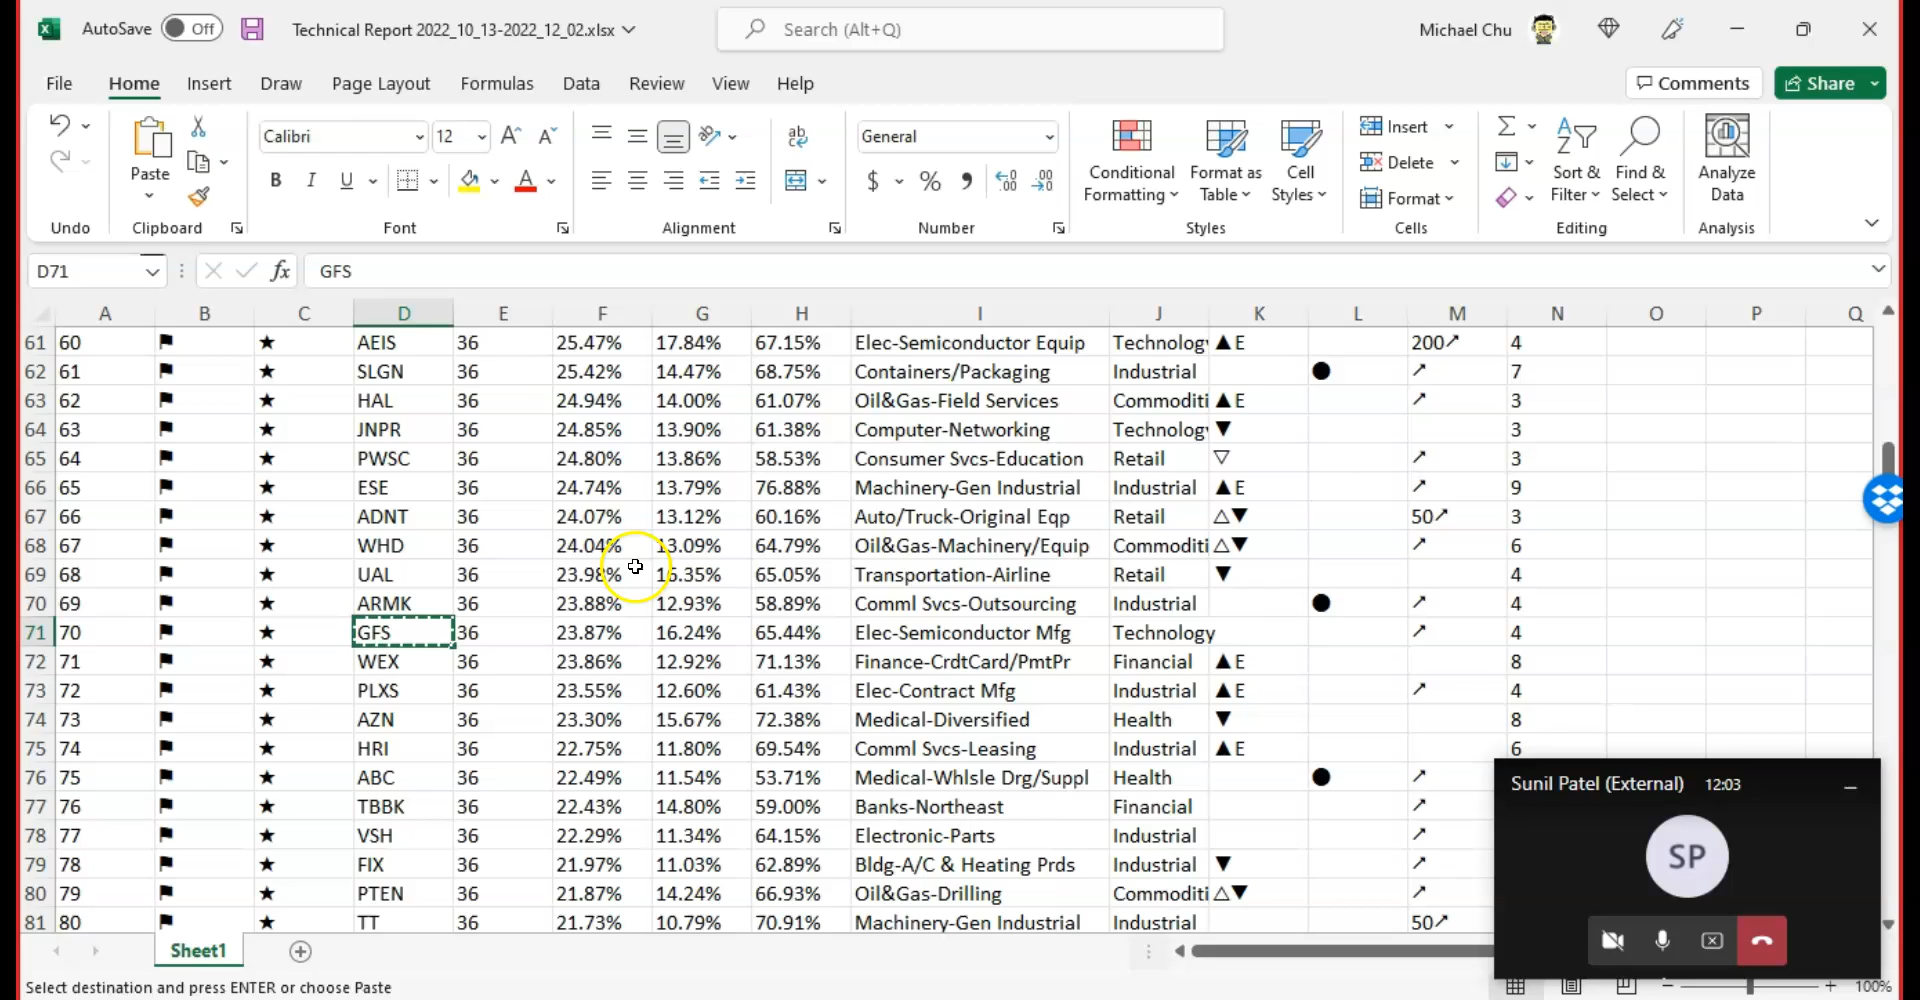 AutoSave Off Technical Report 2022_10_13-2022_12_02.xlsx Search (Alt+Q) Michael Chu
File Home Insert Draw Page Layout Formulas Data Review View Help Comments Share
Calibri 12 General Insert
Paste Conditional Formatting Format as Table Cell Styles Delete Sort & Filter Find & Select Analyze Data
Format
Undo Clipboard Font Alignment Number Styles Cells Editing Analysis
D71 fx GFS
A B C D E F G H I J K L M N O P Q
61 60 ⚑ ★ AEIS 36 25.47% 17.84% 67.15% Elec-Semiconductor Equip Technology ▲E 200↗ 4
62 61 ⚑ ★ SLGN 36 25.42% 14.47% 68.75% Containers/Packaging Industrial ● ↗ 7
63 62 ⚑ ★ HAL 36 24.94% 14.00% 61.07% Oil&Gas-Field Services Commoditi ▲E ↗ 3
64 63 ⚑ ★ JNPR 36 24.85% 13.90% 61.38% Computer-Networking Technology ▼ 3
65 64 ⚑ ★ PWSC 36 24.80% 13.86% 58.53% Consumer Svcs-Education Retail ▽ ↗ 3
66 65 ⚑ ★ ESE 36 24.74% 13.79% 76.88% Machinery-Gen Industrial Industrial ▲E ↗ 9
67 66 ⚑ ★ ADNT 36 24.07% 13.12% 60.16% Auto/Truck-Original Eqp Retail △▼ 50↗ 3
68 67 ⚑ ★ WHD 36 24.04% 13.09% 64.79% Oil&Gas-Machinery/Equip Commoditi △▼ ↗ 6
69 68 ⚑ ★ UAL 36 23.98% 16.35% 65.05% Transportation-Airline Retail ▼ 4
70 69 ⚑ ★ ARMK 36 23.88% 12.93% 58.89% Comml Svcs-Outsourcing Industrial ● ↗ 4
71 70 ⚑ ★ GFS 36 23.87% 16.24% 65.44% Elec-Semiconductor Mfg Technology ↗ 4
72 71 ⚑ ★ WEX 36 23.86% 12.92% 71.13% Finance-CrdtCard/PmtPr Financial ▲E 8
73 72 ⚑ ★ PLXS 36 23.55% 12.60% 61.43% Elec-Contract Mfg Industrial ▲E ↗ 4
74 73 ⚑ ★ AZN 36 23.30% 15.67% 72.38% Medical-Diversified Health ▼ 8
75 74 ⚑ ★ HRI 36 22.75% 11.80% 69.54% Comml Svcs-Leasing Industrial ▲E 6
76 75 ⚑ ★ ABC 36 22.49% 11.54% 53.71% Medical-Whlsle Drg/Suppl Health ● ↗
77 76 ⚑ ★ TBBK 36 22.43% 14.80% 59.00% Banks-Northeast Financial ↗
78 77 ⚑ ★ VSH 36 22.29% 11.34% 64.15% Electronic-Parts Industrial ↗
79 78 ⚑ ★ FIX 36 21.97% 11.03% 62.89% Bldg-A/C & Heating Prds Industrial ▼ ↗
80 79 ⚑ ★ PTEN 36 21.87% 14.24% 66.93% Oil&Gas-Drilling Commoditi △▼ ↗
81 80 ⚑ ★ TT 36 21.73% 10.79% 70.91% Machinery-Gen Industrial Industrial 50↗
Sunil Patel (External) 12:03
SP
Sheet1
Select destination and press ENTER or choose Paste 100%